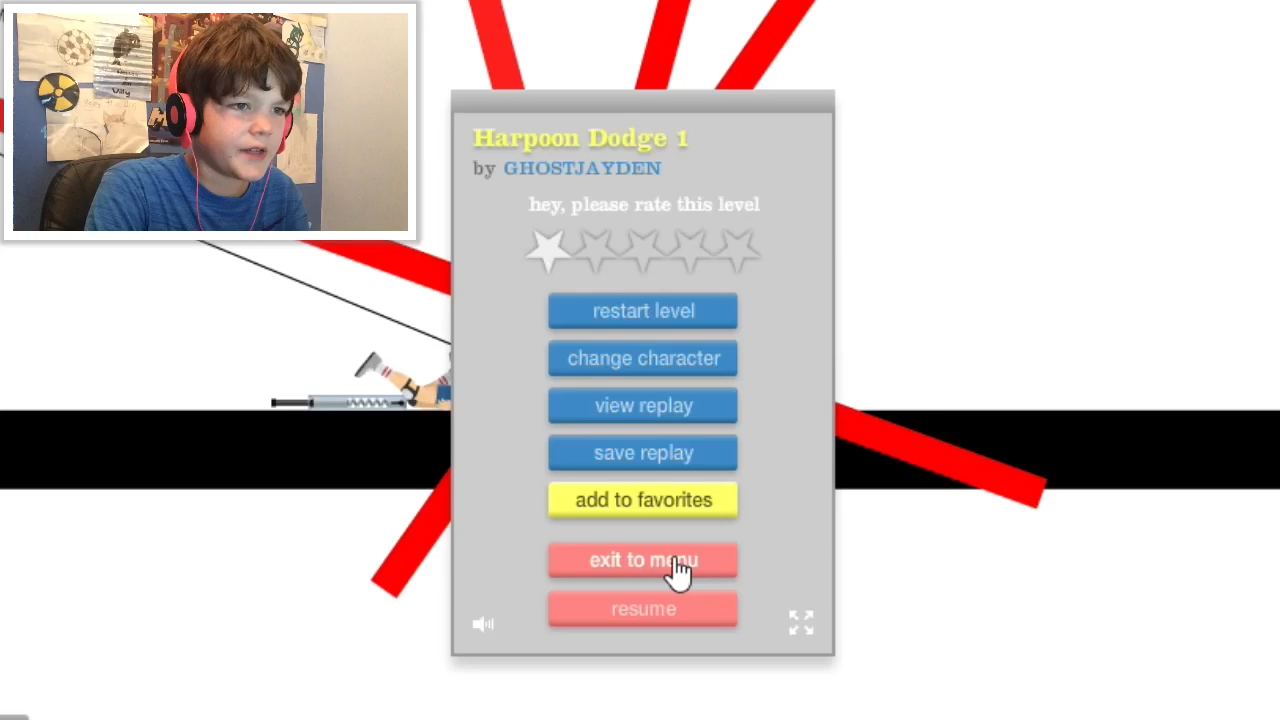 Harpoon Dodge 1
by GHOSTJAYDEN
hey, please rate this level
restart level
change character
view replay
save replay
add to favorites
exit to menu
resume